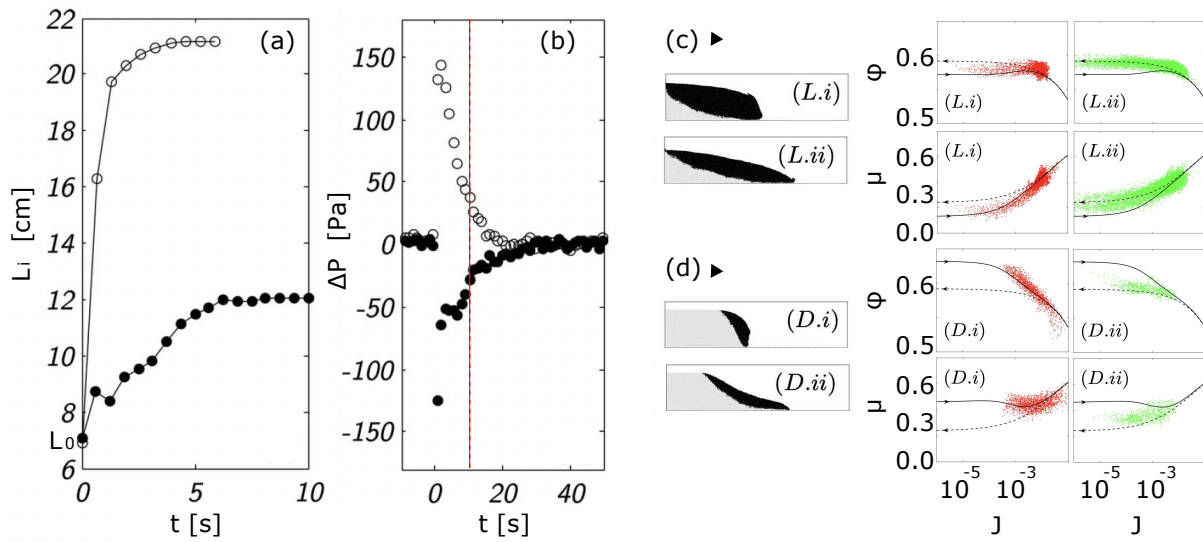 (a)
22
20
18
16
14
12
10
8
L₀
6
0
5
10
Lᵢ [cm]
t [s]
(b)
150
100
50
0
-50
-100
-150
0
20
40
ΔP [Pa]
t [s]
(c)
(L.i)
(L.ii)
φ
0.6
0.5
(L.i)
(L.ii)
μ
0.6
0.3
0.0
(L.i)
(L.ii)
(d)
(D.i)
(D.ii)
φ
0.6
0.5
(D.i)
(D.ii)
μ
0.6
0.3
0.0
(D.i)
(D.ii)
10⁻⁵ 10⁻³ 10⁻⁵ 10⁻³
J J